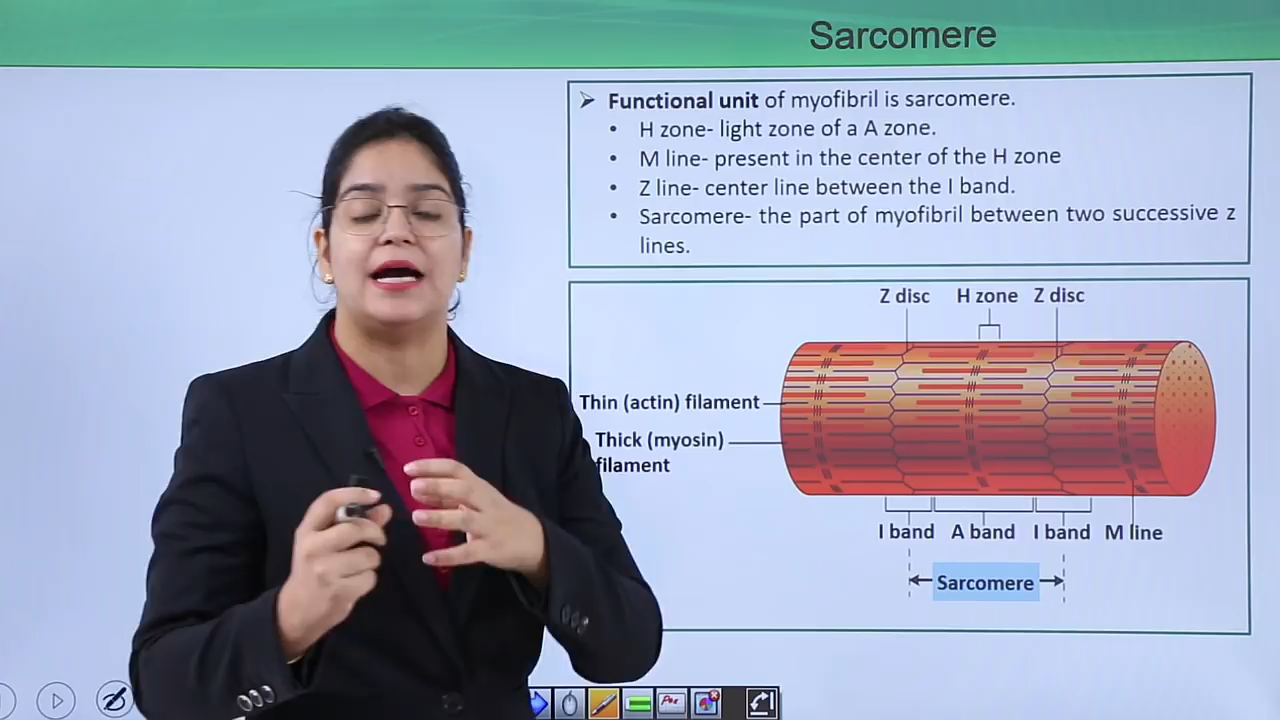 Sarcomere
➢ Functional unit of myofibril is sarcomere.
• H zone- light zone of a A zone.
• M line- present in the center of the H zone
• Z line- center line between the I band.
• Sarcomere- the part of myofibril between two successive z
lines.
Z disc H zone Z disc
Thin (actin) filament
Thick (myosin)
filament
I band A band I band M line
Sarcomere